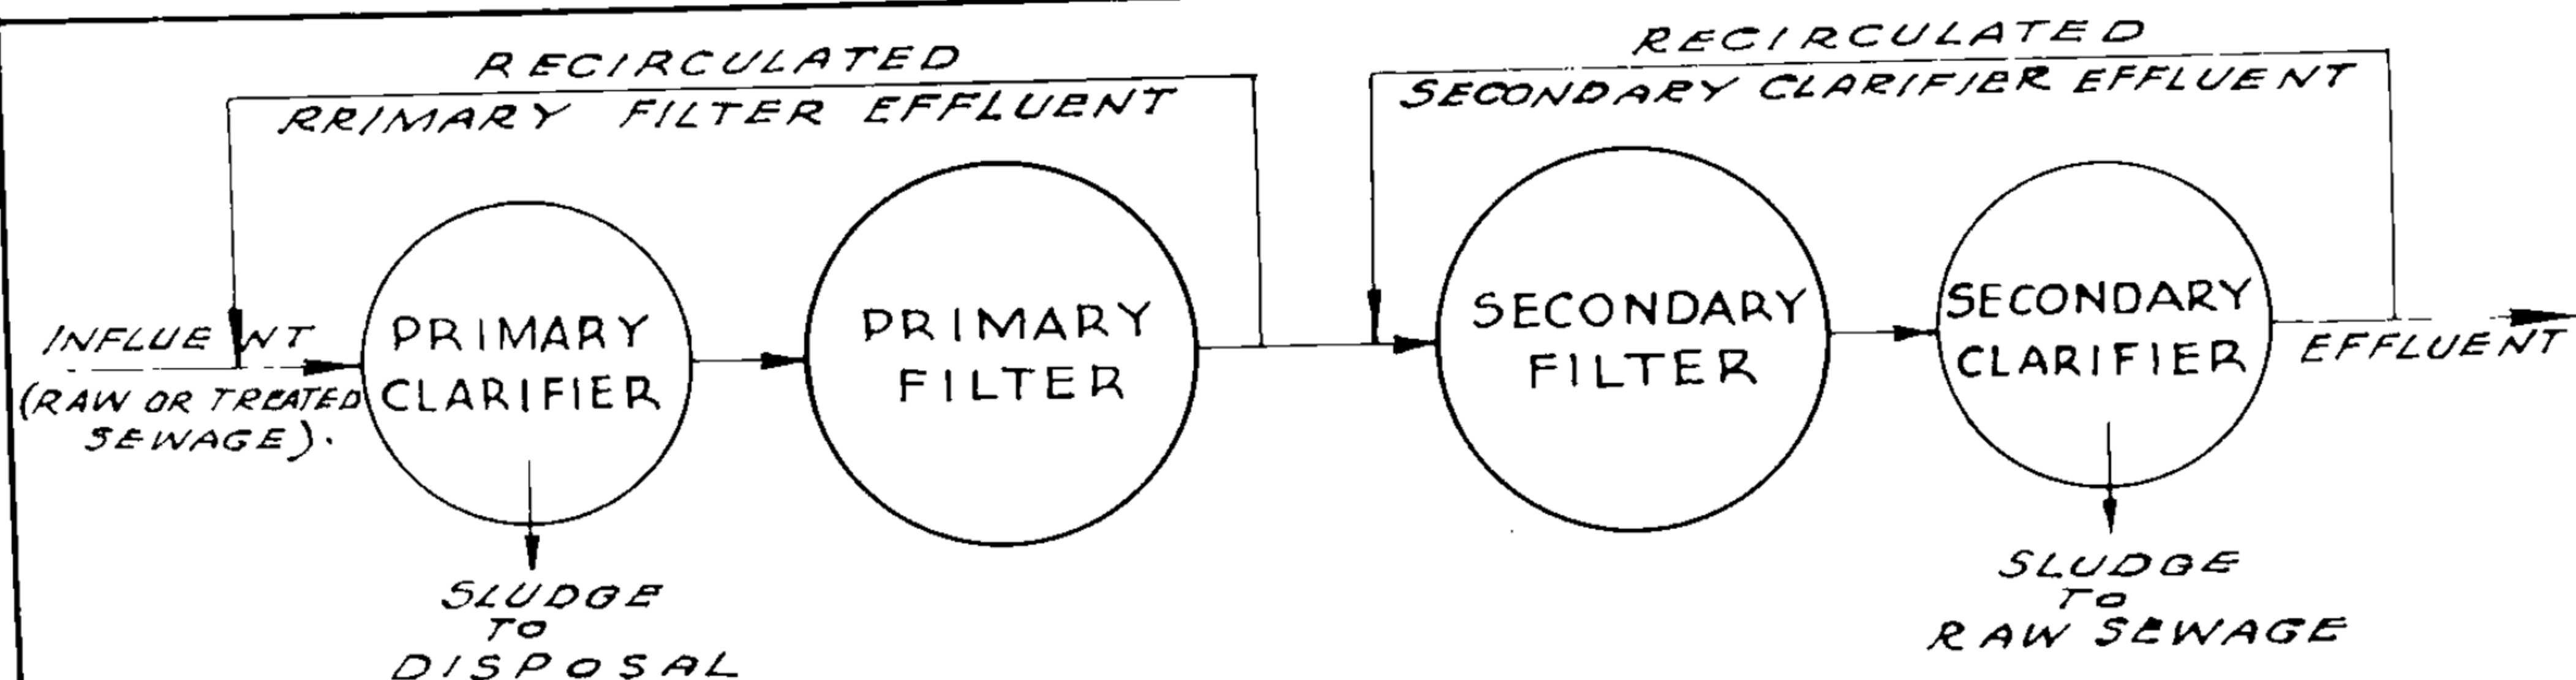 RECIRCULATED
RRIMARY FILTER EFFLUENT
RECIRCULATED
SECONDARY CLARIFIER EFFLUENT
INFLUENT
(RAW OR TREATED
SEWAGE).
PRIMARY
CLARIFIER
PRIMARY
FILTER
SECONDARY
FILTER
SECONDARY
CLARIFIER
EFFLUENT
SLUDGE
TO
DISPOSAL
SLUDGE
TO
RAW SEWAGE